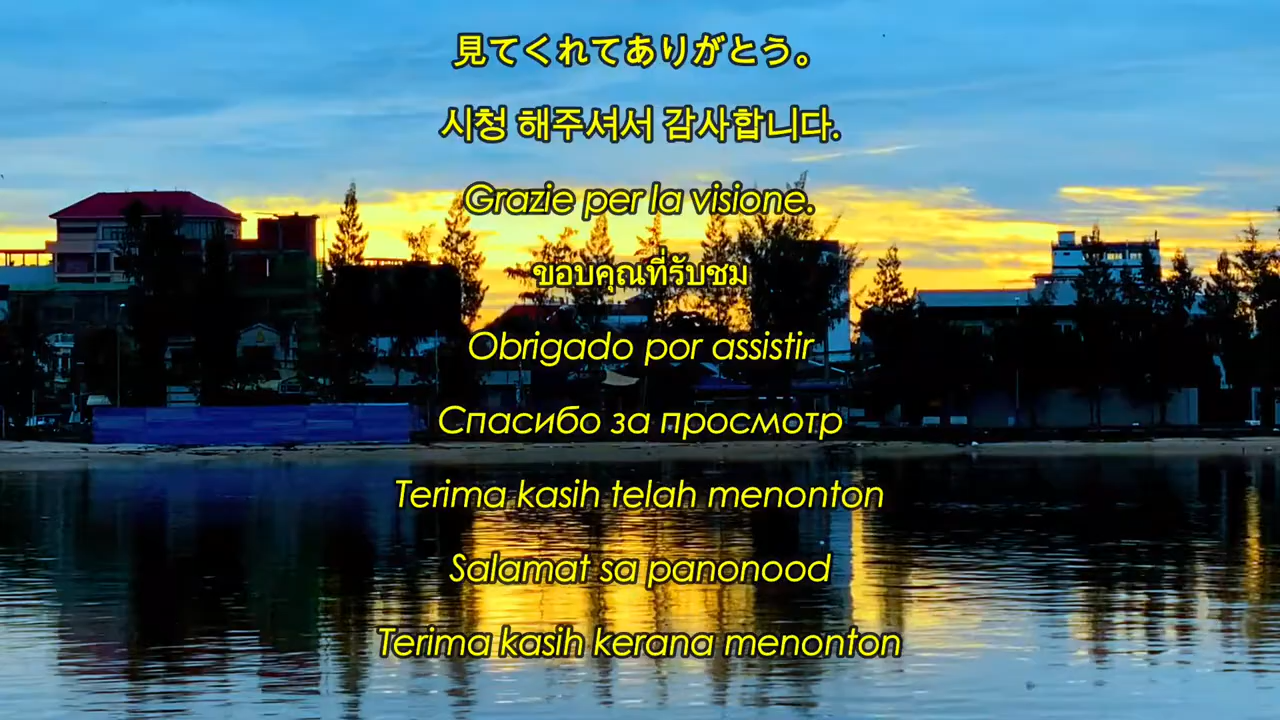 見てくれてありがとう。
시청 해주셔서 감사합니다.
Grazie per la visione.
ขอบคุณที่รับชม
Obrigado por assistir
Спасибо за просмотр
Terima kasih telah menonton
Salamat sa panonood
Terima kasih kerana menonton